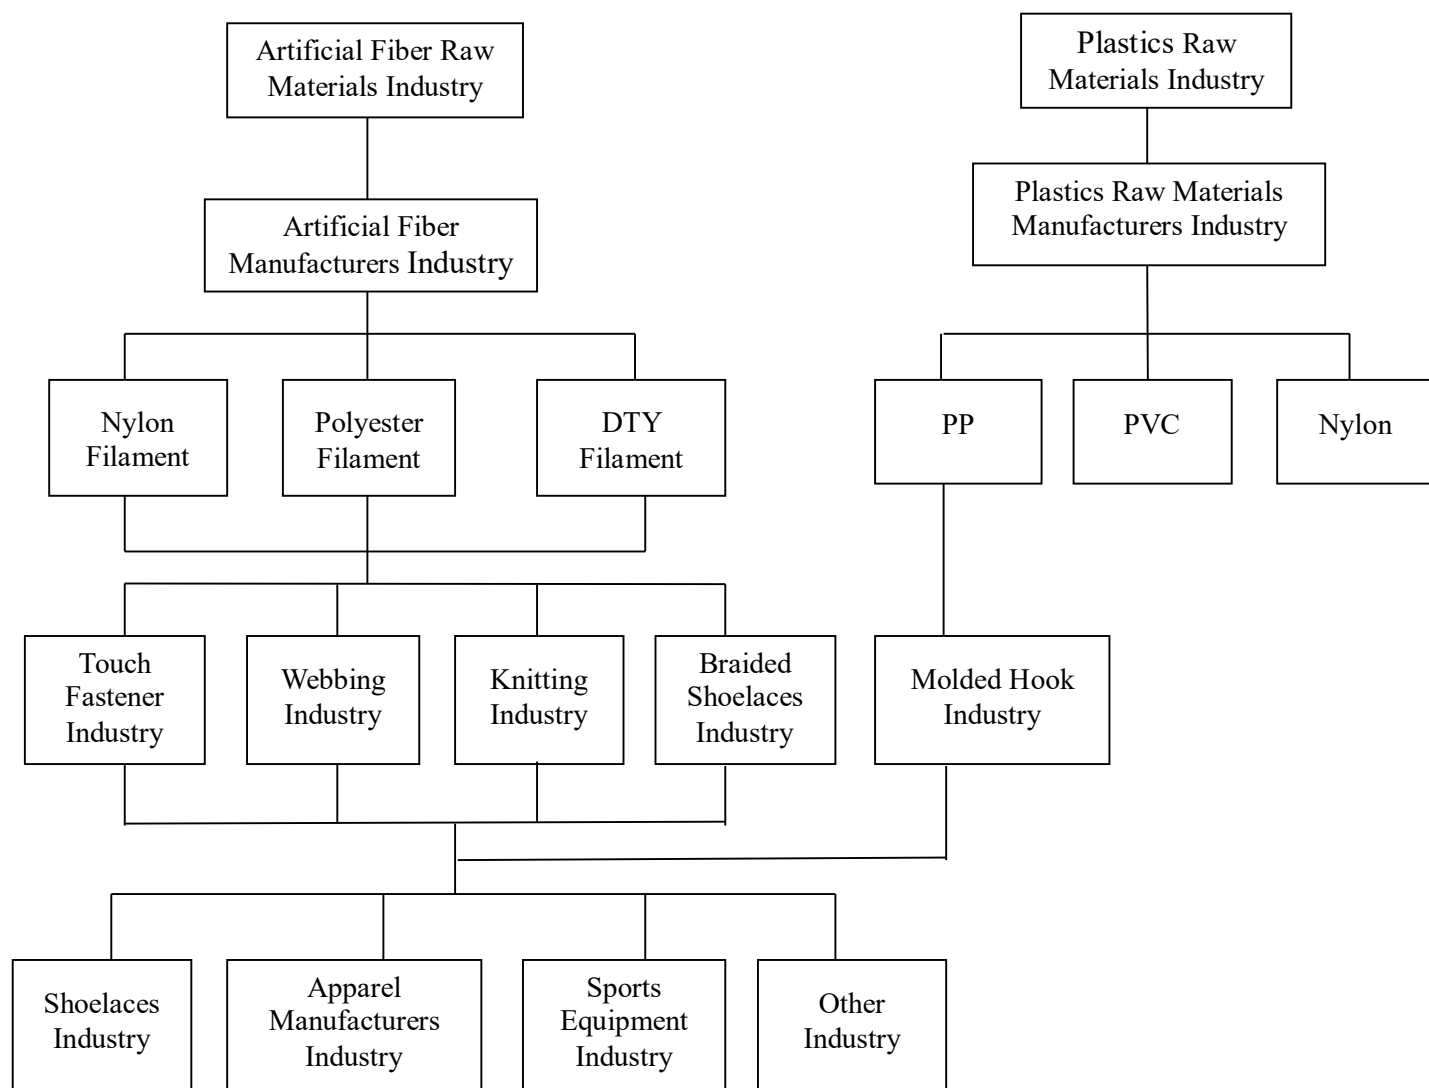 Artificial Fiber Raw
Materials Industry
Plastics Raw
Materials Industry
Artificial Fiber
Manufacturers Industry
Plastics Raw Materials
Manufacturers Industry
Nylon
Filament
Polyester
Filament
DTY
Filament
PP
PVC
Nylon
Touch
Fastener
Industry
Webbing
Industry
Knitting
Industry
Braided
Shoelaces
Industry
Molded Hook
Industry
Shoelaces
Industry
Apparel
Manufacturers
Industry
Sports
Equipment
Industry
Other
Industry